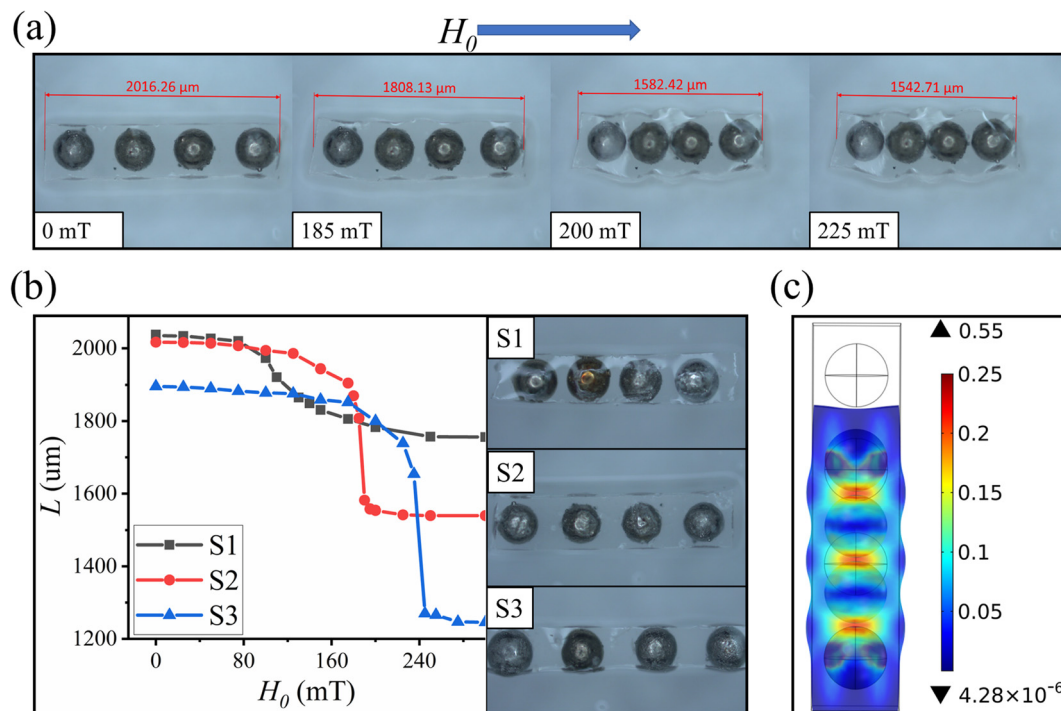 (a)
H₀
2016.26 µm
1808.13 µm
1582.42 µm
1542.71 µm
0 mT
185 mT
200 mT
225 mT
(b)
(c)
2000
1800
1600
1400
1200
L (um)
0
80
160
240
H₀ (mT)
S1
S2
S3
S1
S2
S3
0.55
0.25
0.2
0.15
0.1
0.05
4.28×10⁻⁶